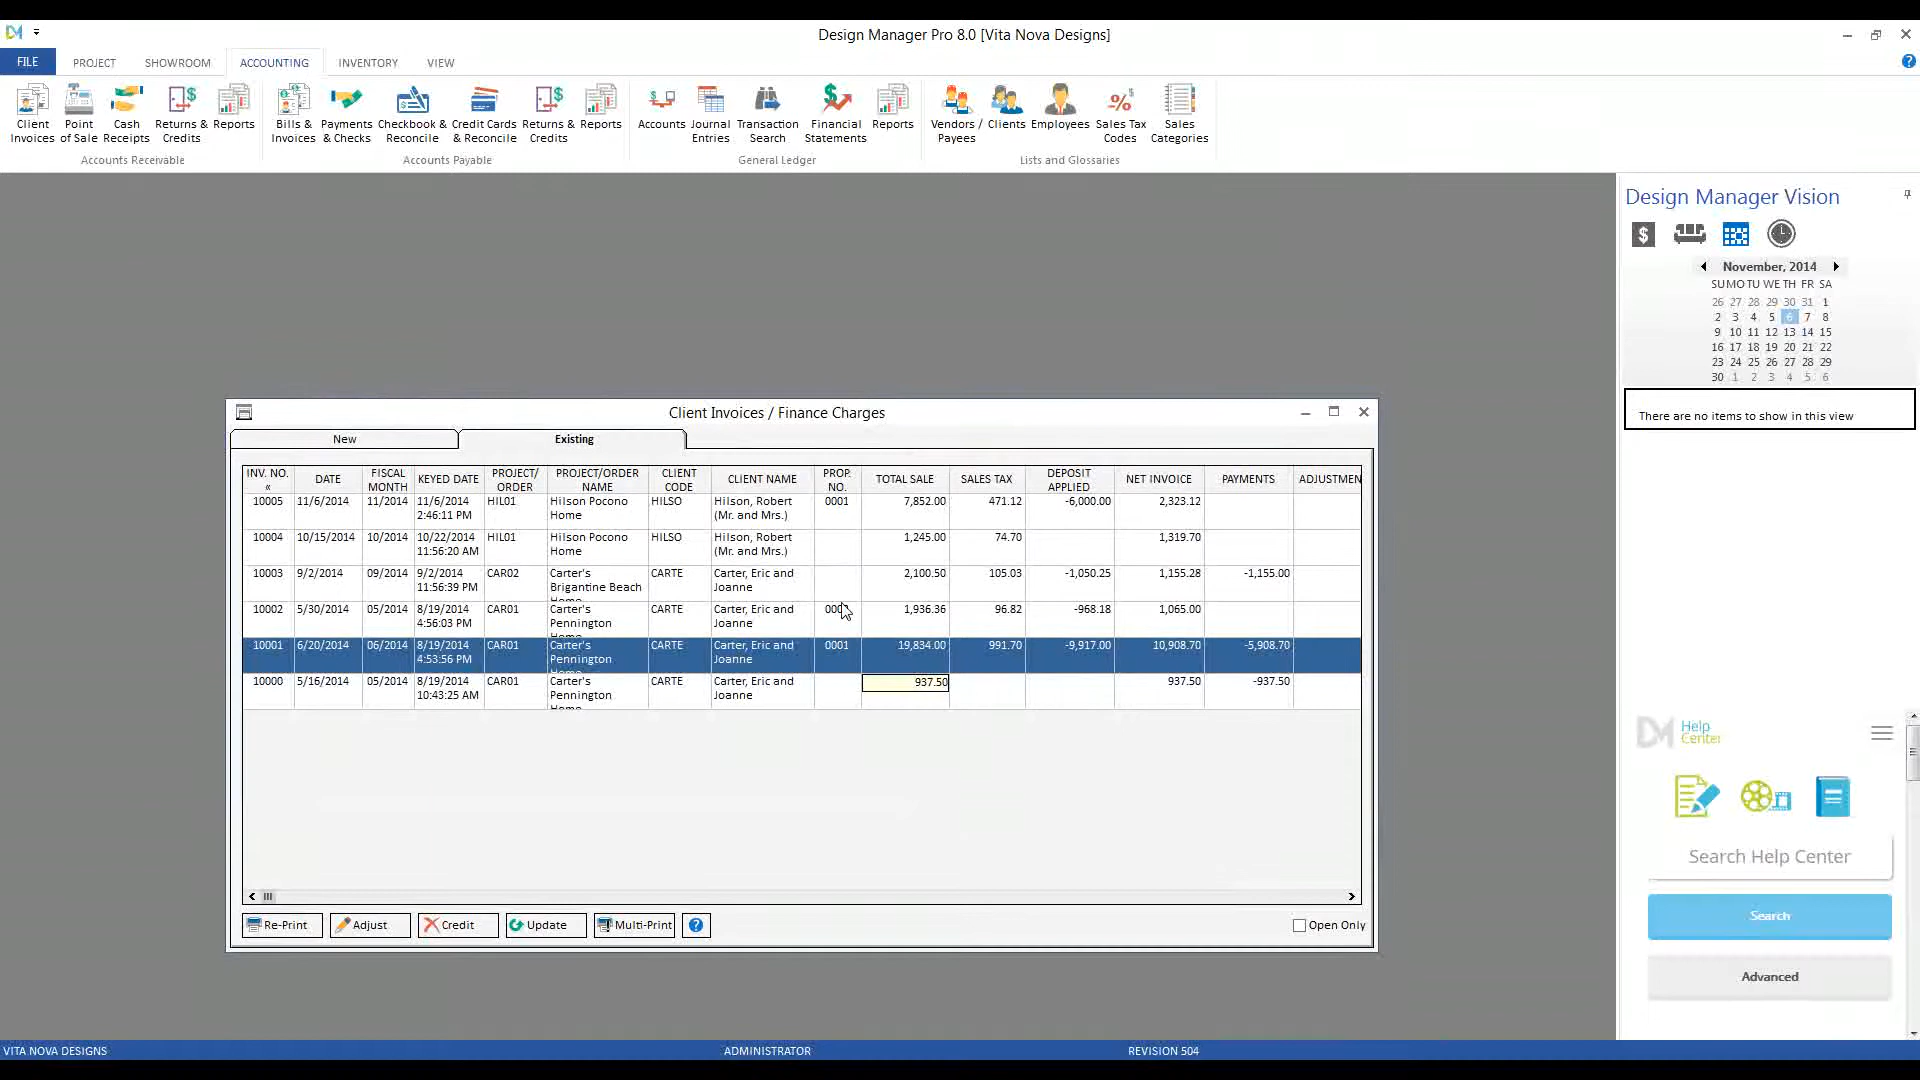 Design Manager Pro 8.0 [Vita Nova Designs]
FILE PROJECT SHOWROOM ACCOUNTING INVENTORY VIEW
Client Invoices Point of Sale Cash Receipts Returns & Credits Reports
Accounts Receivable
Bills & Invoices Payments & Checks Checkbook & Reconcile Credit Cards & Reconcile Returns & Credits Reports
Accounts Payable
Accounts Journal Entries Transaction Search Financial Statements Reports
General Ledger
Vendors / Payees Clients Employees Sales Tax Codes Sales Categories
Lists and Glossaries
Design Manager Vision
November, 2014
SU MO TU WE TH FR SA
26 27 28 29 30 31 1
2 3 4 5 6 7 8
9 10 11 12 13 14 15
16 17 18 19 20 21 22
23 24 25 26 27 28 29
30 1 2 3 4 5 6
There are no items to show in this view
Client Invoices / Finance Charges
New Existing
INV. NO. « DATE FISCAL MONTH KEYED DATE PROJECT/ORDER PROJECT/ORDER NAME CLIENT CODE CLIENT NAME PROP. NO. TOTAL SALE SALES TAX DEPOSIT APPLIED NET INVOICE PAYMENTS ADJUSTMEN
10005 11/6/2014 11/2014 11/6/2014 2:46:11 PM HIL01 Hilson Pocono Home HILSO Hilson, Robert (Mr. and Mrs.) 0001 7,852.00 471.12 -6,000.00 2,323.12
10004 10/15/2014 10/2014 10/22/2014 11:56:20 AM HIL01 Hilson Pocono Home HILSO Hilson, Robert (Mr. and Mrs.) 1,245.00 74.70 1,319.70
10003 9/2/2014 09/2014 9/2/2014 11:56:39 PM CAR02 Carter's Brigantine Beach Home CARTE Carter, Eric and Joanne 2,100.50 105.03 -1,050.25 1,155.28 -1,155.00
10002 5/30/2014 05/2014 8/19/2014 4:56:03 PM CAR01 Carter's Pennington Home CARTE Carter, Eric and Joanne 1,936.36 96.82 -968.18 1,065.00
10001 6/20/2014 06/2014 8/19/2014 4:53:56 PM CAR01 Carter's Pennington Home CARTE Carter, Eric and Joanne 0001 19,834.00 991.70 -9,917.00 10,908.70 -5,908.70
10000 5/16/2014 05/2014 8/19/2014 10:43:25 AM CAR01 Carter's Pennington Home CARTE Carter, Eric and Joanne 937.50 937.50 -937.50
Re-Print Adjust Credit Update Multi-Print ? Open Only
DM Help Center
Search Help Center
Search
Advanced
VITA NOVA DESIGNS ADMINISTRATOR REVISION 504